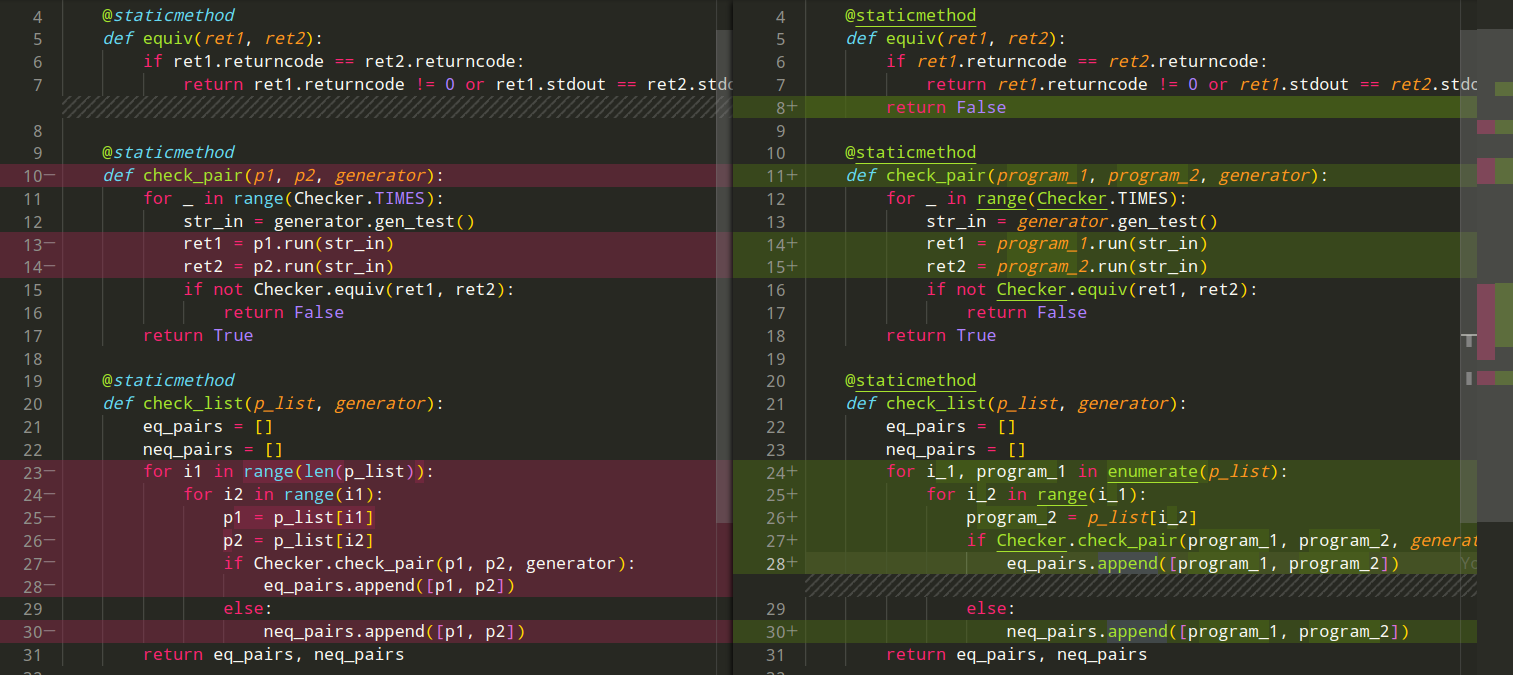 4 @staticmethod
5 def equiv(ret1, ret2):
6 if ret1.returncode == ret2.returncode:
7 return ret1.returncode != 0 or ret1.stdout == ret2.stdo
8
9 @staticmethod
10− def check_pair(p1, p2, generator):
11 for _ in range(Checker.TIMES):
12 str_in = generator.gen_test()
13− ret1 = p1.run(str_in)
14− ret2 = p2.run(str_in)
15 if not Checker.equiv(ret1, ret2):
16 return False
17 return True
18
19 @staticmethod
20 def check_list(p_list, generator):
21 eq_pairs = []
22 neq_pairs = []
23− for i1 in range(len(p_list)):
24− for i2 in range(i1):
25− p1 = p_list[i1]
26− p2 = p_list[i2]
27− if Checker.check_pair(p1, p2, generator):
28− eq_pairs.append([p1, p2])
29 else:
30− neq_pairs.append([p1, p2])
31 return eq_pairs, neq_pairs
4 @staticmethod
5 def equiv(ret1, ret2):
6 if ret1.returncode == ret2.returncode:
7 return ret1.returncode != 0 or ret1.stdout == ret2.stdo
8+ return False
9
10 @staticmethod
11+ def check_pair(program_1, program_2, generator):
12 for _ in range(Checker.TIMES):
13 str_in = generator.gen_test()
14+ ret1 = program_1.run(str_in)
15+ ret2 = program_2.run(str_in)
16 if not Checker.equiv(ret1, ret2):
17 return False
18 return True
19
20 @staticmethod
21 def check_list(p_list, generator):
22 eq_pairs = []
23 neq_pairs = []
24+ for i_1, program_1 in enumerate(p_list):
25+ for i_2 in range(i_1):
26+ program_2 = p_list[i_2]
27+ if Checker.check_pair(program_1, program_2, generat
28+ eq_pairs.append([program_1, program_2])
29 else:
30+ neq_pairs.append([program_1, program_2])
31 return eq_pairs, neq_pairs